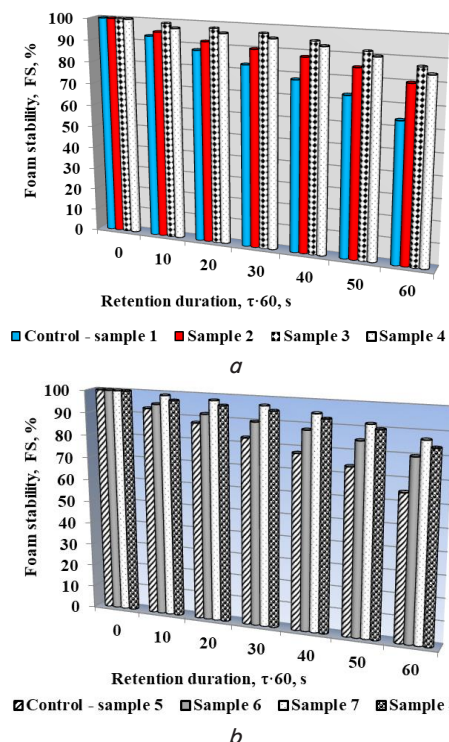 Foam stability, FS, %
100
90
80
70
60
50
40
30
20
10
0
0 10 20 30 40 50 60
Retention duration, τ·60, s
Control - sample 1 Sample 2 Sample 3 Sample 4
a
Foam stability, FS, %
100
90
80
70
60
50
40
30
20
10
0
0 10 20 30 40 50 60
Retention duration, τ·60, s
Control - sample 5 Sample 6 Sample 7 Sample
b